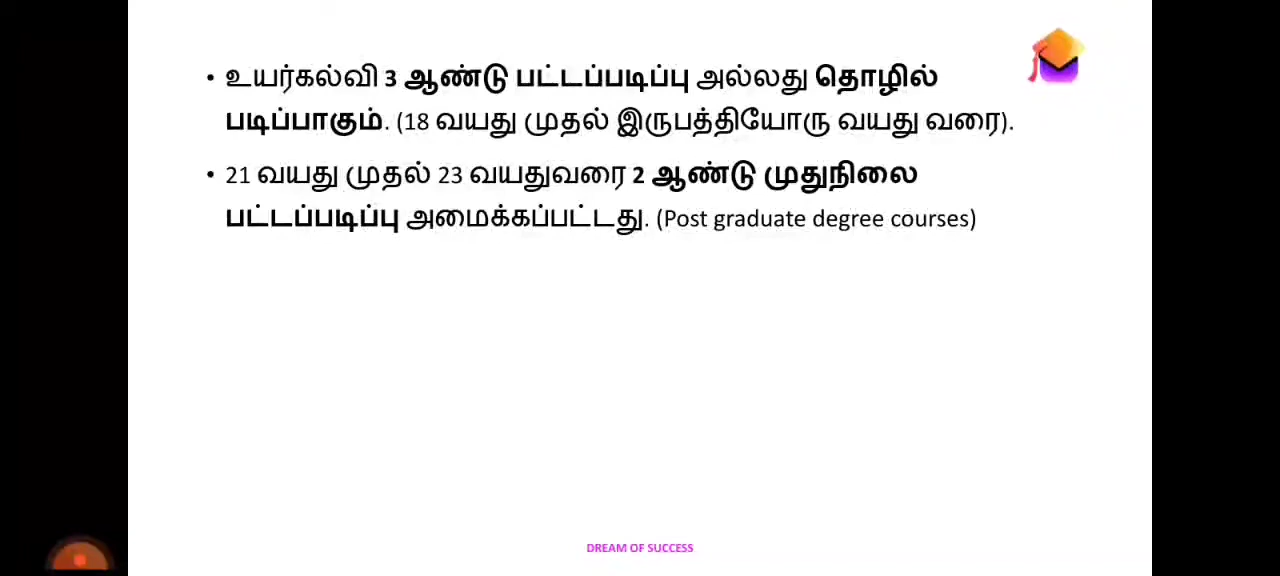 • உயர்கல்வி 3 ஆண்டு பட்டப்படிப்பு அல்லது தொழில்
படிப்பாகும். (18 வயது முதல் இருபத்தியோரு வயது வரை).
• 21 வயது முதல் 23 வயதுவரை 2 ஆண்டு முதுநிலை
பட்டப்படிப்பு அமைக்கப்பட்டது. (Post graduate degree courses)
DREAM OF SUCCESS